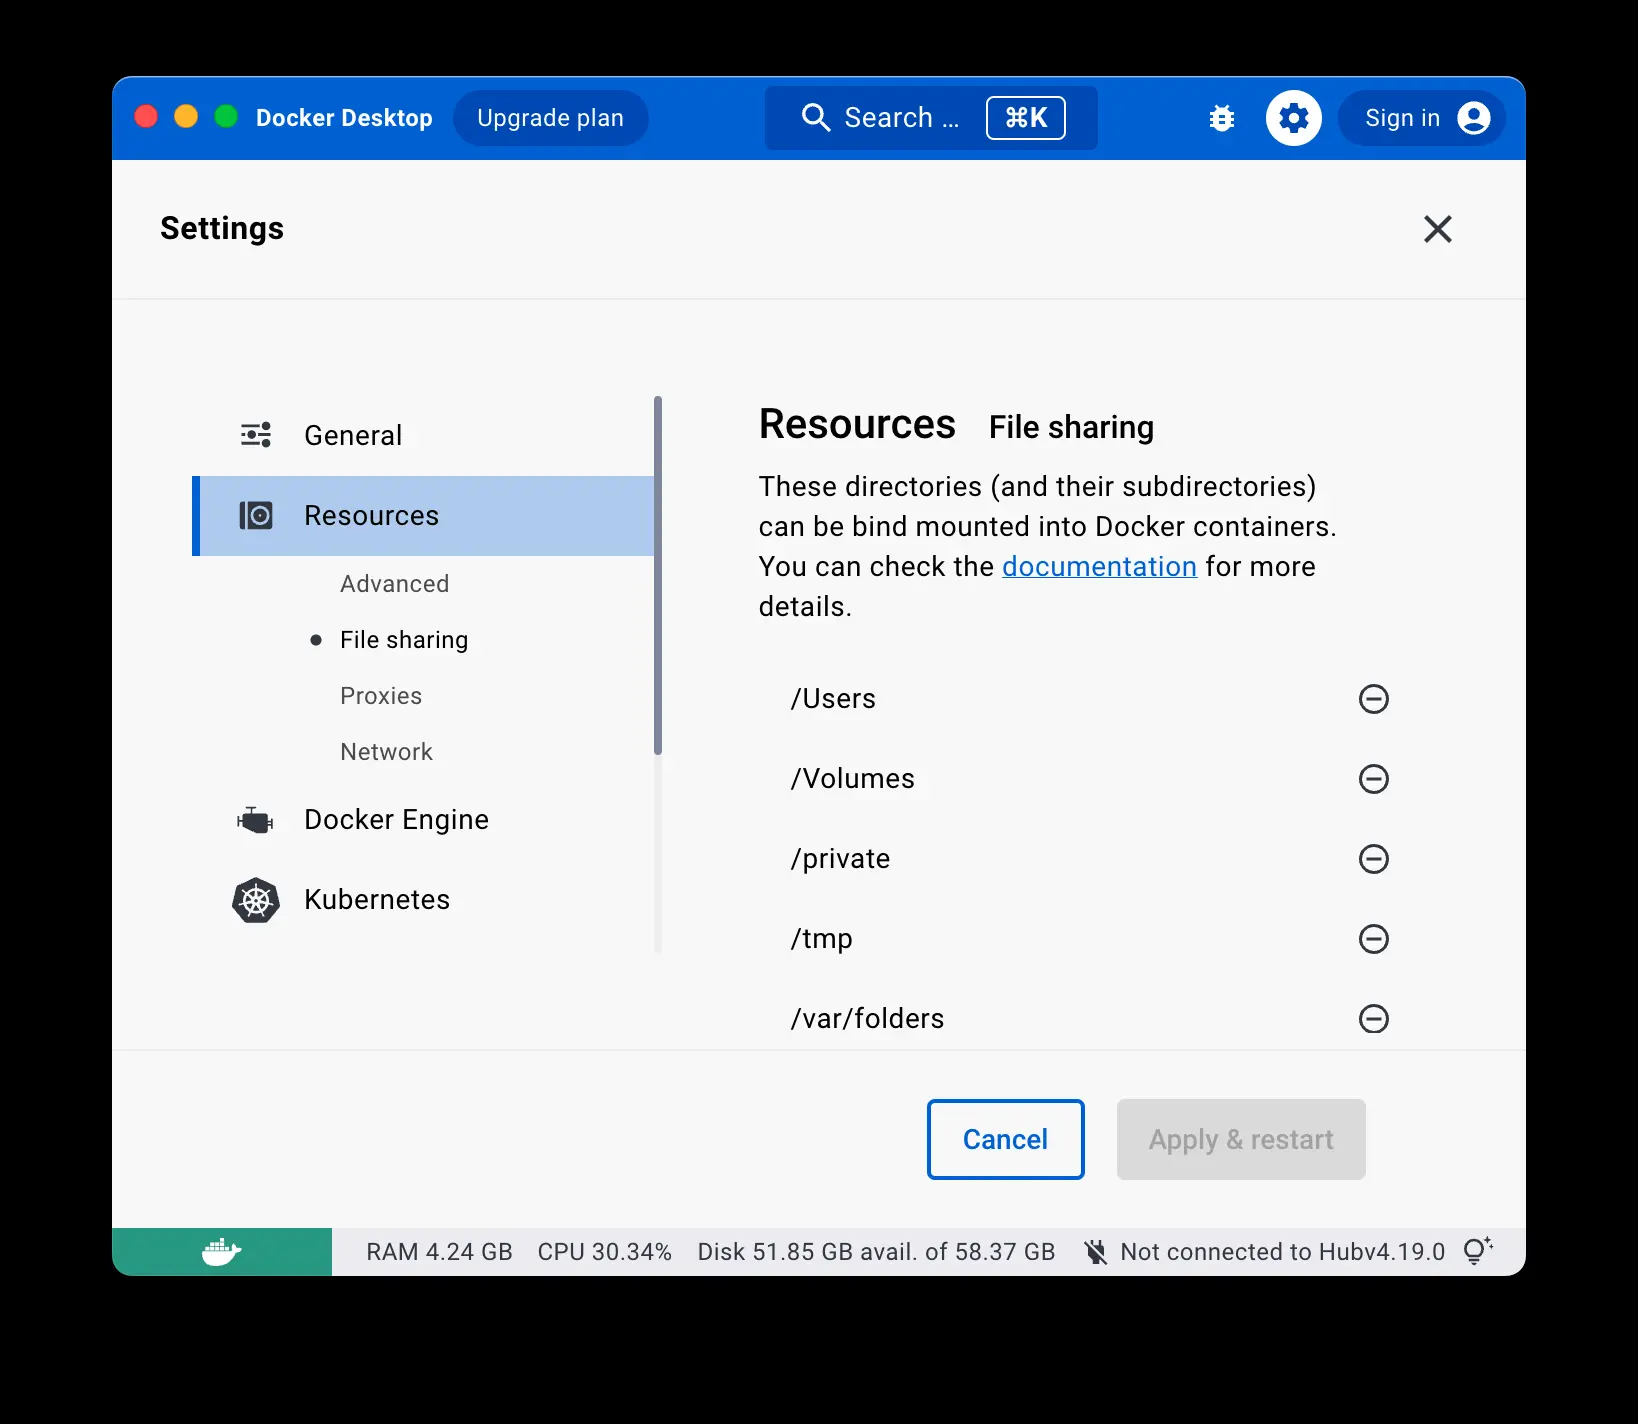 Docker Desktop Upgrade plan Search ... ⌘K Sign in
Settings
General
Resources
Advanced
File sharing
Proxies
Network
Docker Engine
Kubernetes
Resources File sharing
These directories (and their subdirectories)
can be bind mounted into Docker containers.
You can check the documentation for more
details.
/Users
/Volumes
/private
/tmp
/var/folders
Cancel Apply & restart
RAM 4.24 GB CPU 30.34% Disk 51.85 GB avail. of 58.37 GB Not connected to Hubv4.19.0